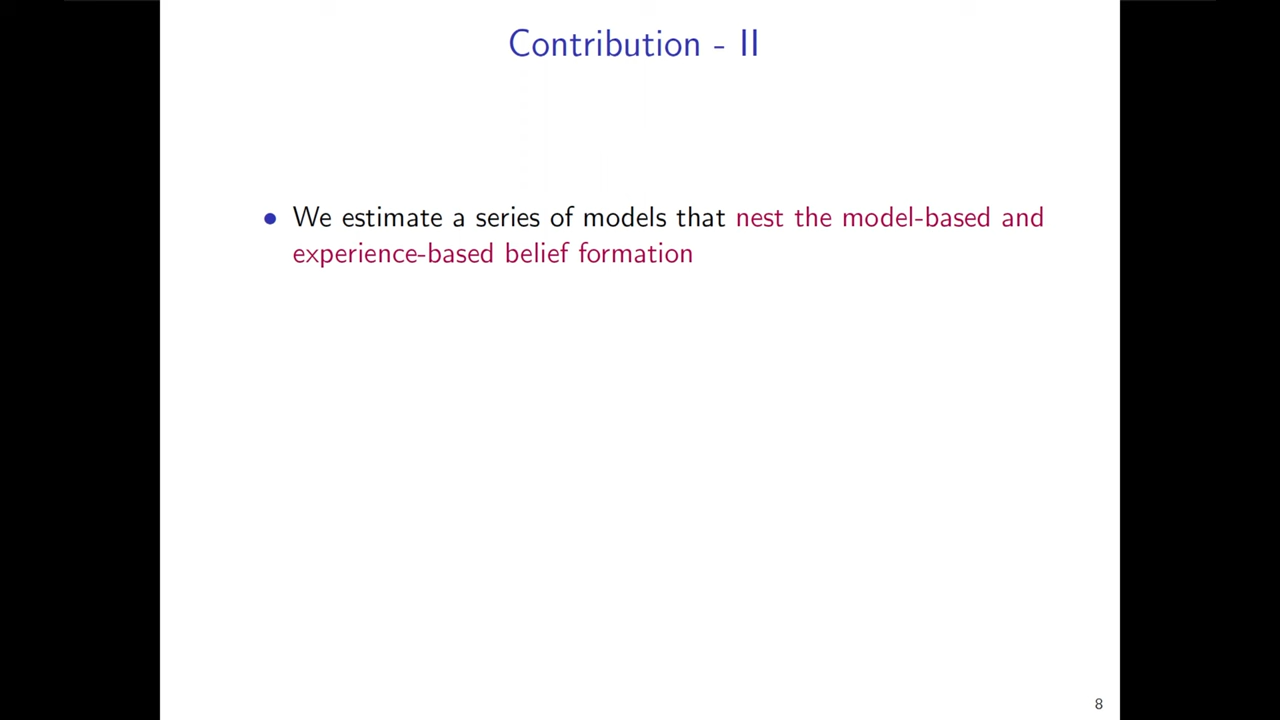 Contribution - II
• We estimate a series of models that nest the model-based and
experience-based belief formation
8